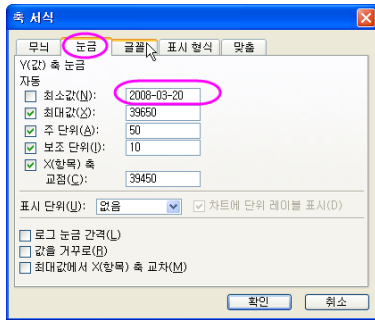 축 서식
무늬 눈금 글꼴 표시 형식 맞춤
Y(값) 축 눈금
자동
최소값(N): 2008-03-20
최대값(X): 39650
주 단위(A): 50
보조 단위(I): 10
X(항목) 축
교점(C): 39450
표시 단위(U): 없음 차트에 단위 레이블 표시(D)
로그 눈금 간격(L)
값을 거꾸로(R)
최대값에서 X(항목) 축 교차(M)
확인 취소